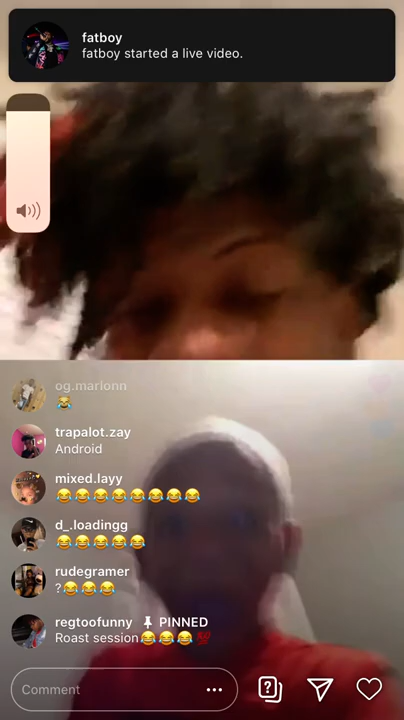 fatboy
fatboy started a live video.
og.marlonn
😂
trapalot.zay
Android
mixed.layy
😂😂😂😂😂😂😂😂
d_.loadingg
😂😂😂😂😂
rudegramer
?😂😂😂
regtoofunny 📌 PINNED
Roast session😂😂😂💯
Comment